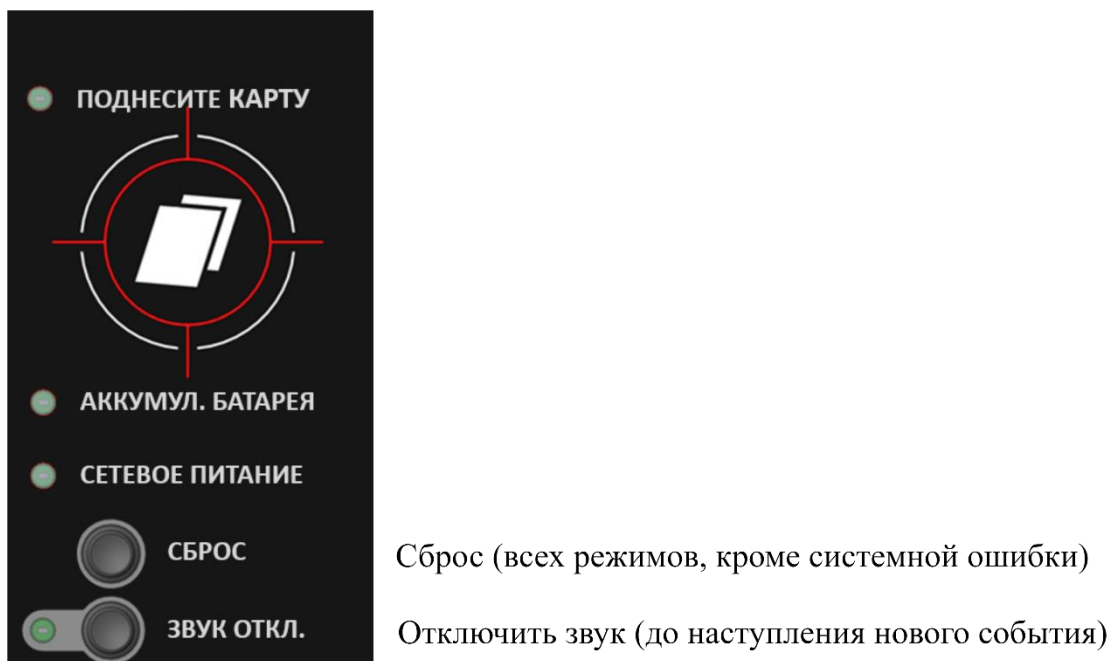 ПОДНЕСИТЕ КАРТУ
АККУМУЛ. БАТАРЕЯ
СЕТЕВОЕ ПИТАНИЕ
СБРОС
Сброс (всех режимов, кроме системной ошибки)
ЗВУК ОТКЛ.
Отключить звук (до наступления нового события)